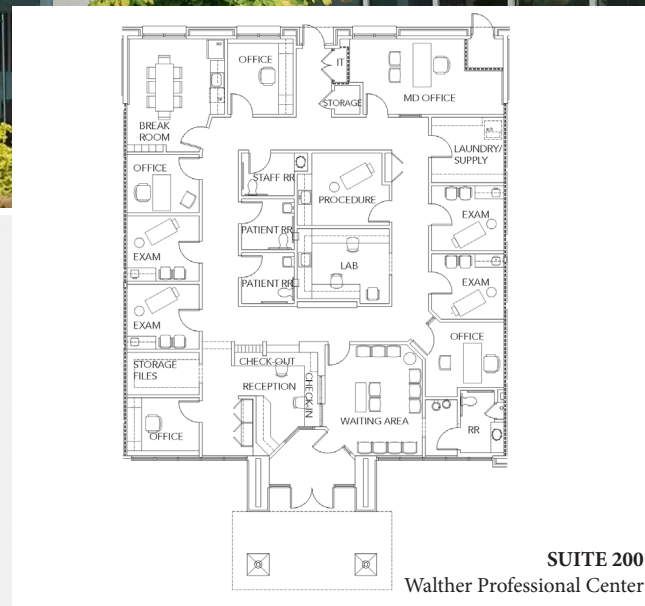 OFFICE
IT
MD OFFICE
STORAGE
BREAK
ROOM
LAUNDRY/
SUPPLY
OFFICE
STAFF RR
PROCEDURE
EXAM
PATIENT RR
EXAM
LAB
EXAM
PATIENT RR
EXAM
OFFICE
STORAGE
FILES
CHECK-OUT
RECEPTION
CHECK-IN
WAITING AREA
RR
OFFICE
SUITE 200
Walther Professional Center